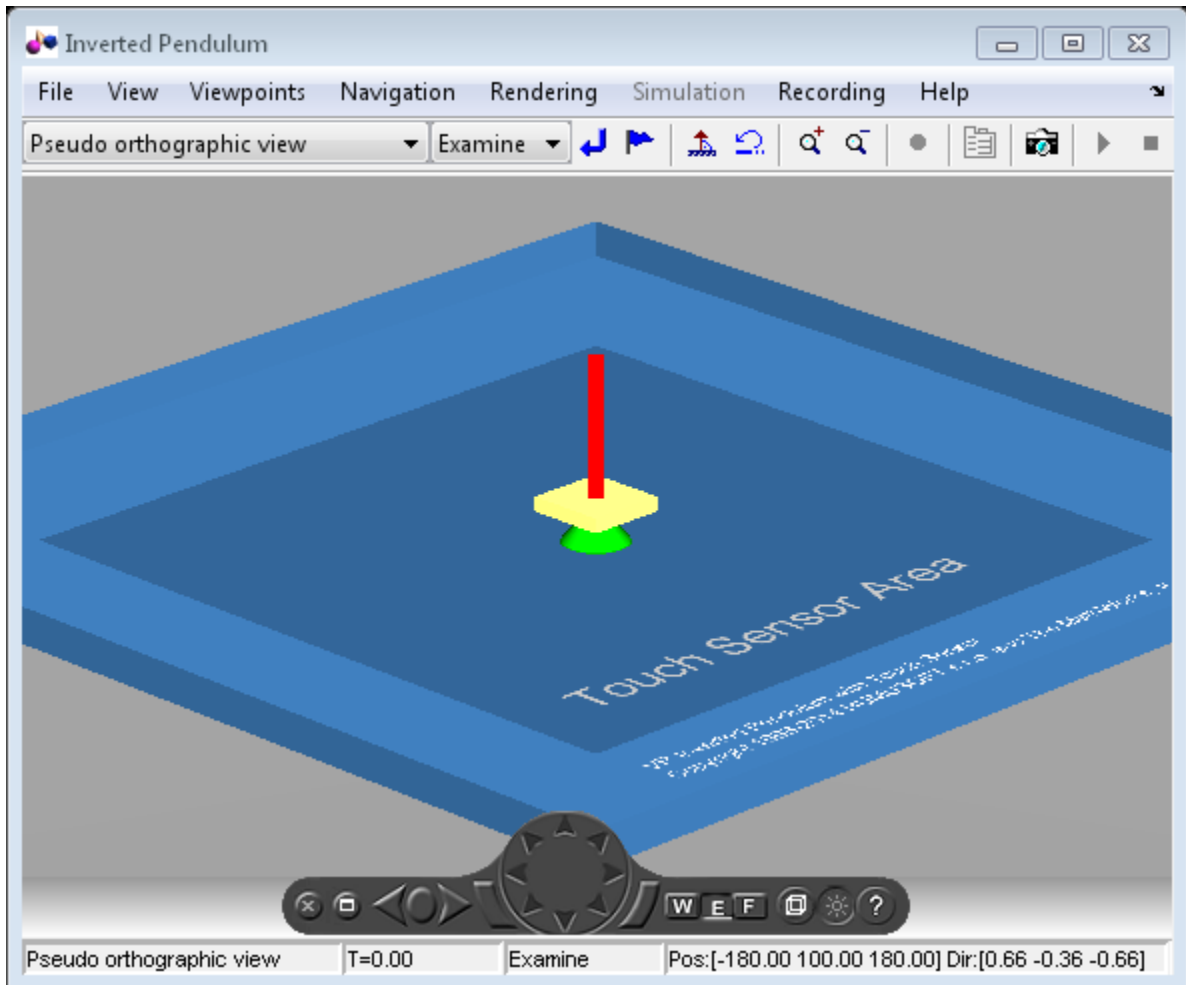 Inverted Pendulum
File View Viewpoints Navigation Rendering Simulation Recording Help
Pseudo orthographic view Examine
Touch Sensor Area
W E F ?
Pseudo orthographic view T=0.00 Examine Pos:[-180.00 100.00 180.00] Dir:[0.66 -0.36 -0.66]